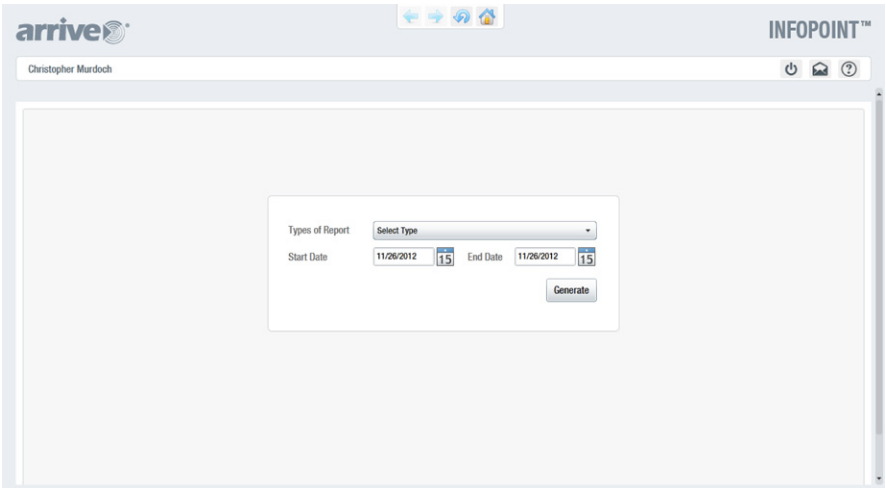 arrive
INFOPOINT™
Christopher Murdoch
Types of Report Select Type
Start Date 11/26/2012 15 End Date 11/26/2012 15
Generate